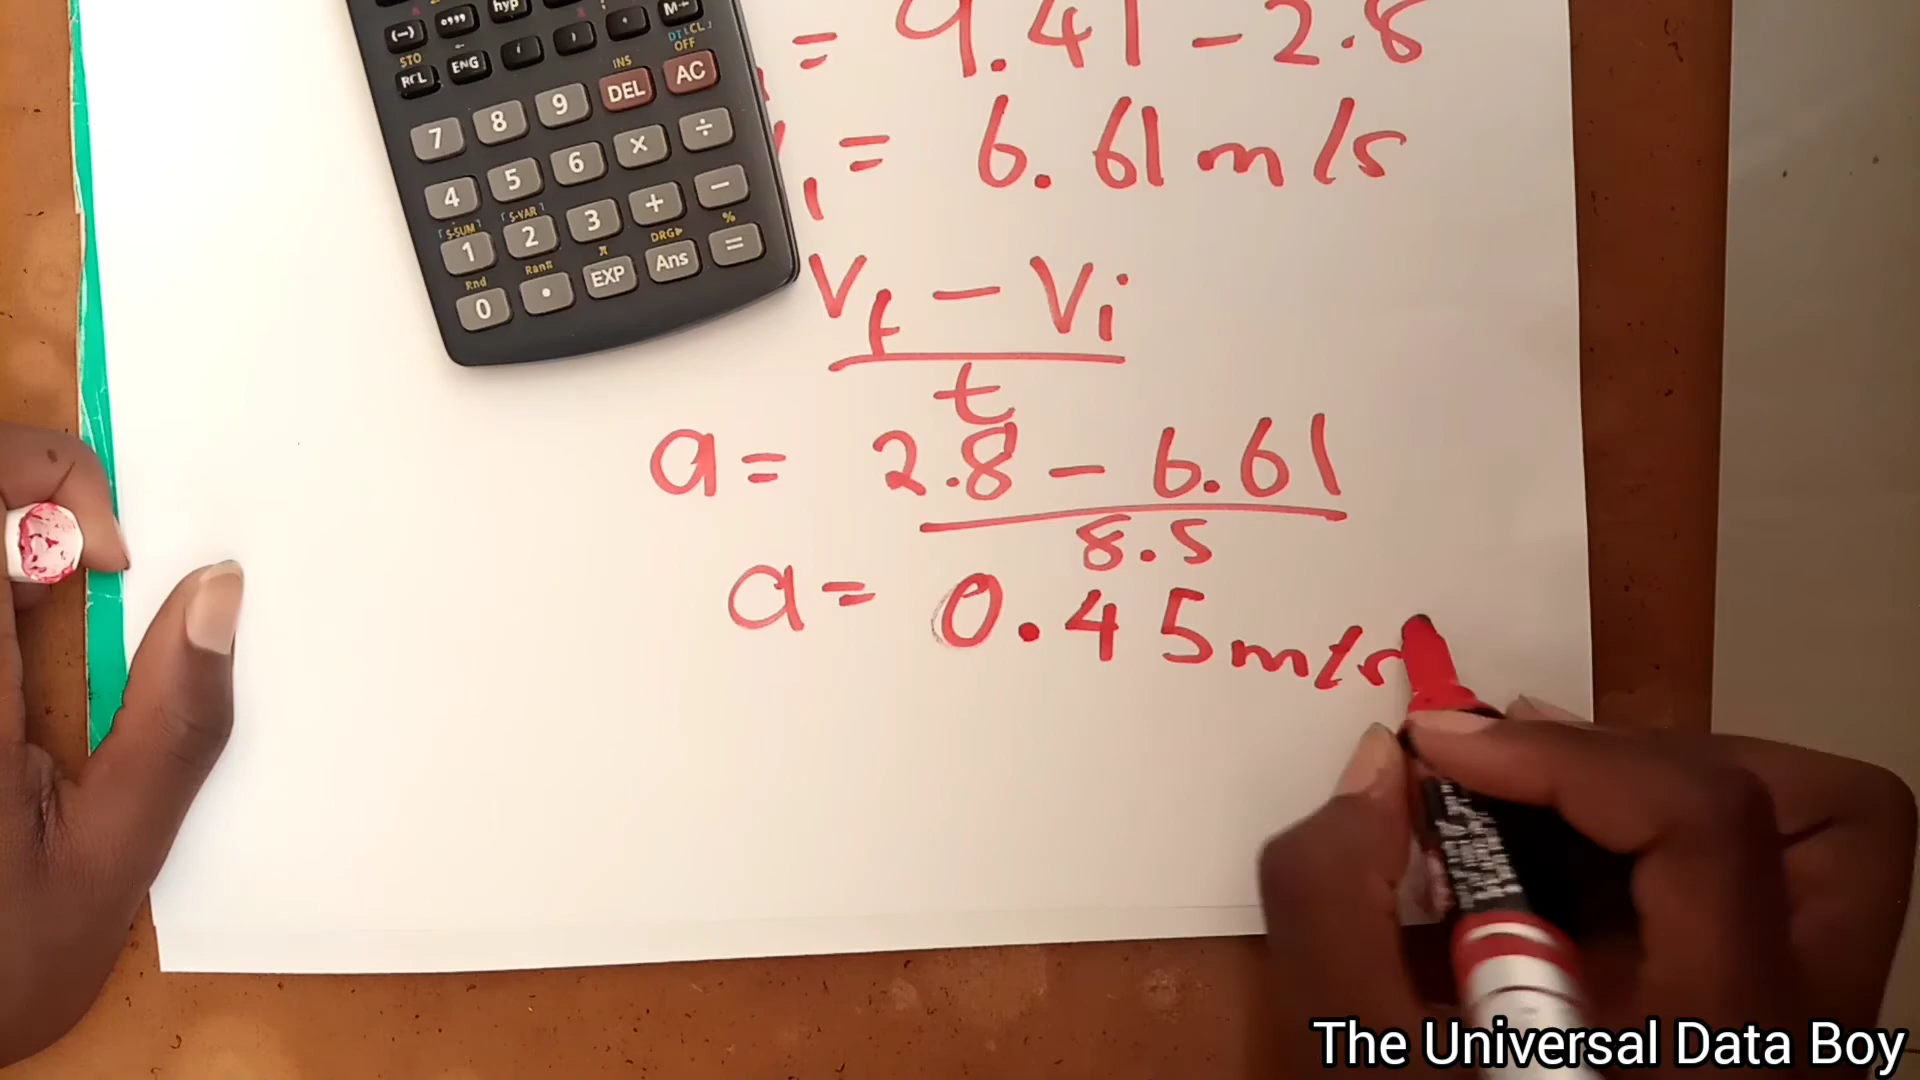 = 9.41 - 2.8
= 6.61 m/s
Vf - Vi
t
a = 2.8 - 6.61
8.5
a = 0.45 m/s
(-) °,,, hyp M+
STO DT CL
RCL ENG ( ) , INS OFF
7 8 9 DEL AC
4 5 6 × ÷
S-SUM S-VAR
1 2 3 + −
Rnd Ran# π DRG▶ %
0 . EXP Ans =
The Universal Data Boy